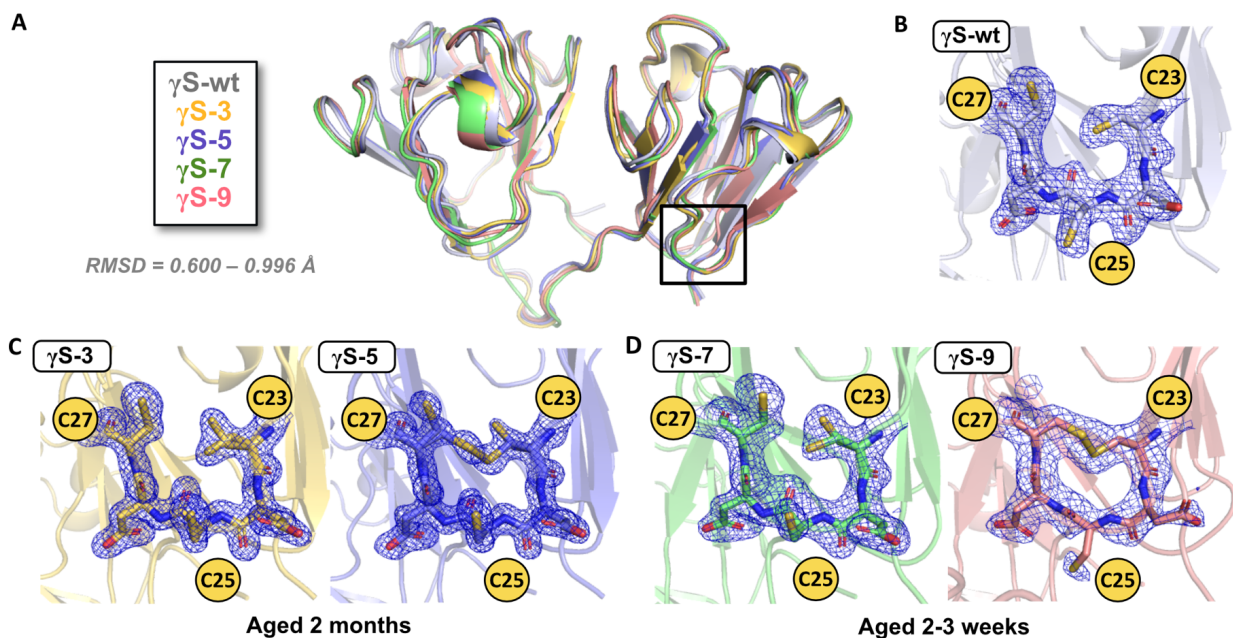 A
γS-wt
γS-3
γS-5
γS-7
γS-9
RMSD = 0.600 – 0.996 Å
B
γS-wt
C23
C27
C25
C
γS-3
C27
C23
C25
γS-5
C27
C23
C25
Aged 2 months
D
γS-7
C27
C23
C25
γS-9
C27
C23
C25
Aged 2-3 weeks